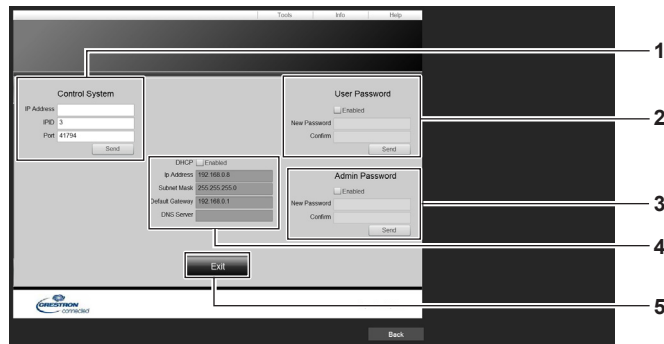 Tools Info Help
1
Control System
IP Address
IPID 3
Port 41794
Send
User Password
Enabled
New Password
Confirm
Send
2
DHCP Enabled
Ip Address 192.168.0.8
Subnet Mask 255.255.255.0
Default Gateway 192.168.0.1
DNS Server
Admin Password
Enabled
New Password
Confirm
Send
3
4
Exit
5
CRESTRON
connected
Back